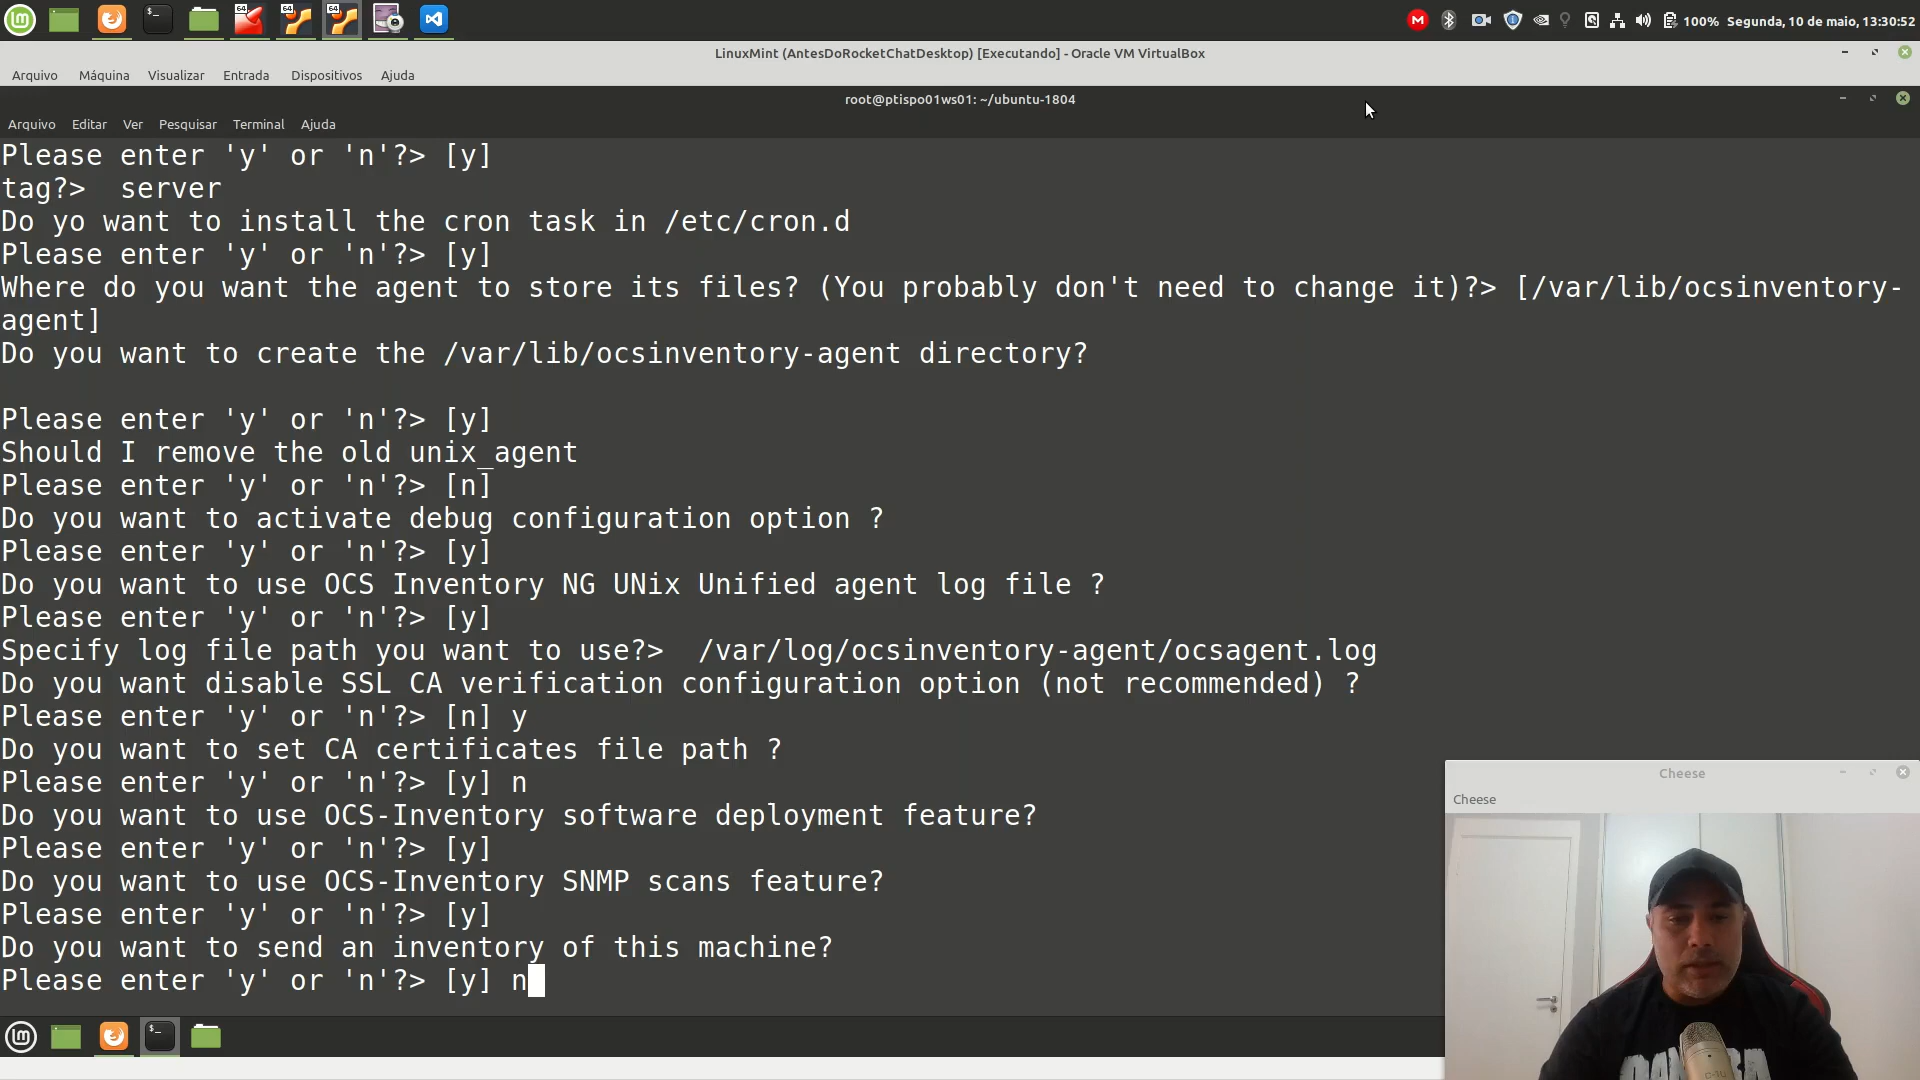 100% Segunda, 10 de maio, 13:30:52
LinuxMint (AntesDoRocketChatDesktop) [Executando] - Oracle VM VirtualBox
Arquivo Máquina Visualizar Entrada Dispositivos Ajuda
root@ptispo01ws01: ~/ubuntu-1804
Arquivo Editar Ver Pesquisar Terminal Ajuda
Please enter 'y' or 'n'?> [y]
tag?>  server
Do yo want to install the cron task in /etc/cron.d
Please enter 'y' or 'n'?> [y]
Where do you want the agent to store its files? (You probably don't need to change it)?> [/var/lib/ocsinventory-
agent]
Do you want to create the /var/lib/ocsinventory-agent directory?
Please enter 'y' or 'n'?> [y]
Should I remove the old unix_agent
Please enter 'y' or 'n'?> [n]
Do you want to activate debug configuration option ?
Please enter 'y' or 'n'?> [y]
Do you want to use OCS Inventory NG UNix Unified agent log file ?
Please enter 'y' or 'n'?> [y]
Specify log file path you want to use?>  /var/log/ocsinventory-agent/ocsagent.log
Do you want disable SSL CA verification configuration option (not recommended) ?
Please enter 'y' or 'n'?> [n] y
Do you want to set CA certificates file path ?
Please enter 'y' or 'n'?> [y] n
Do you want to use OCS-Inventory software deployment feature?
Please enter 'y' or 'n'?> [y]
Do you want to use OCS-Inventory SNMP scans feature?
Please enter 'y' or 'n'?> [y]
Do you want to send an inventory of this machine?
Please enter 'y' or 'n'?> [y] n
Cheese
Cheese